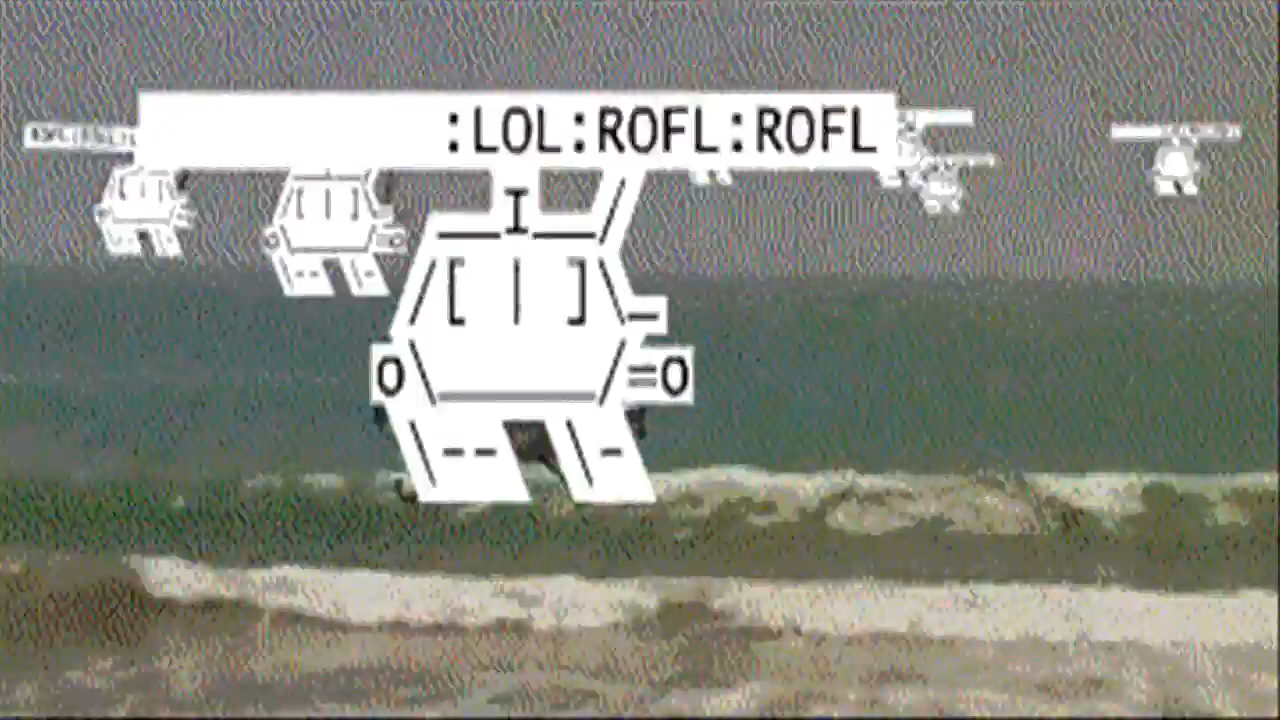 :LOL:ROFL:ROFL
I
[ | ]
O =O
-- -